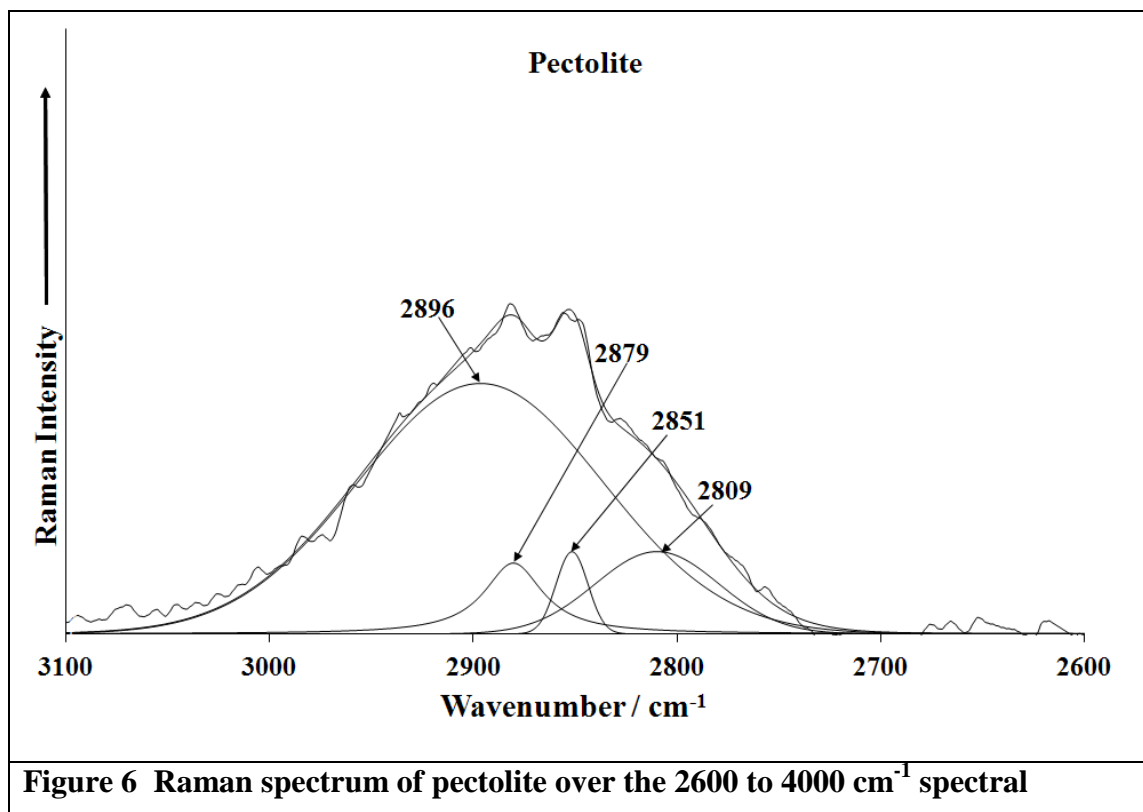 Pectolite
2896
2879
2851
2809
Raman Intensity
3100 3000 2900 2800 2700 2600
Wavenumber / cm⁻¹
Figure 6 Raman spectrum of pectolite over the 2600 to 4000 cm⁻¹ spectral